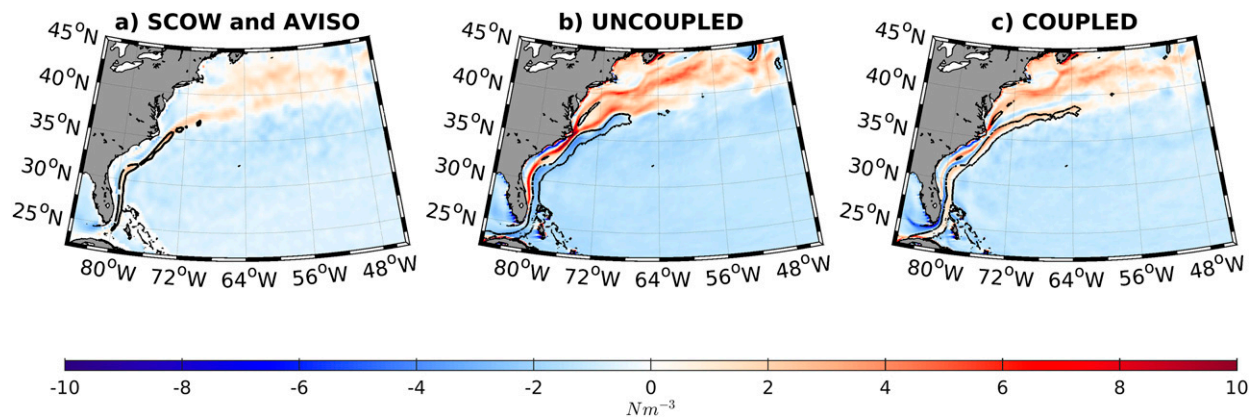 a) SCOW and AVISO
b) UNCOUPLED
c) COUPLED
45°N
40°N
35°N
30°N
25°N
80°W
72°W
64°W
56°W
48°W
45°N
40°N
35°N
30°N
25°N
80°W
72°W
64°W
56°W
48°W
45°N
40°N
35°N
30°N
25°N
80°W
72°W
64°W
56°W
48°W
-10 -8 -6 -4 -2 0 2 4 6 8 10
Nm⁻³